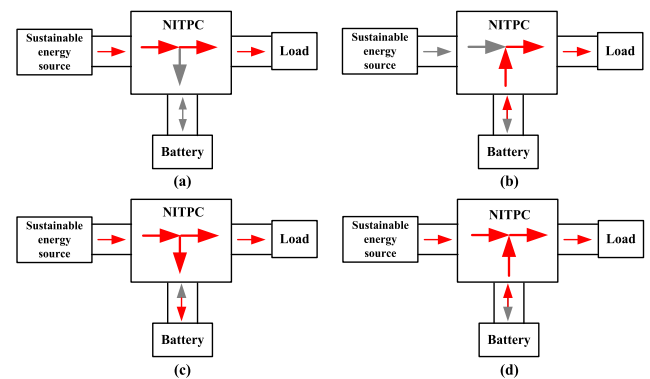 NITPC
Sustainable
energy
source
Load
Battery
(a)
NITPC
Sustainable
energy
source
Load
Battery
(b)
NITPC
Sustainable
energy
source
Load
Battery
(c)
NITPC
Sustainable
energy
source
Load
Battery
(d)